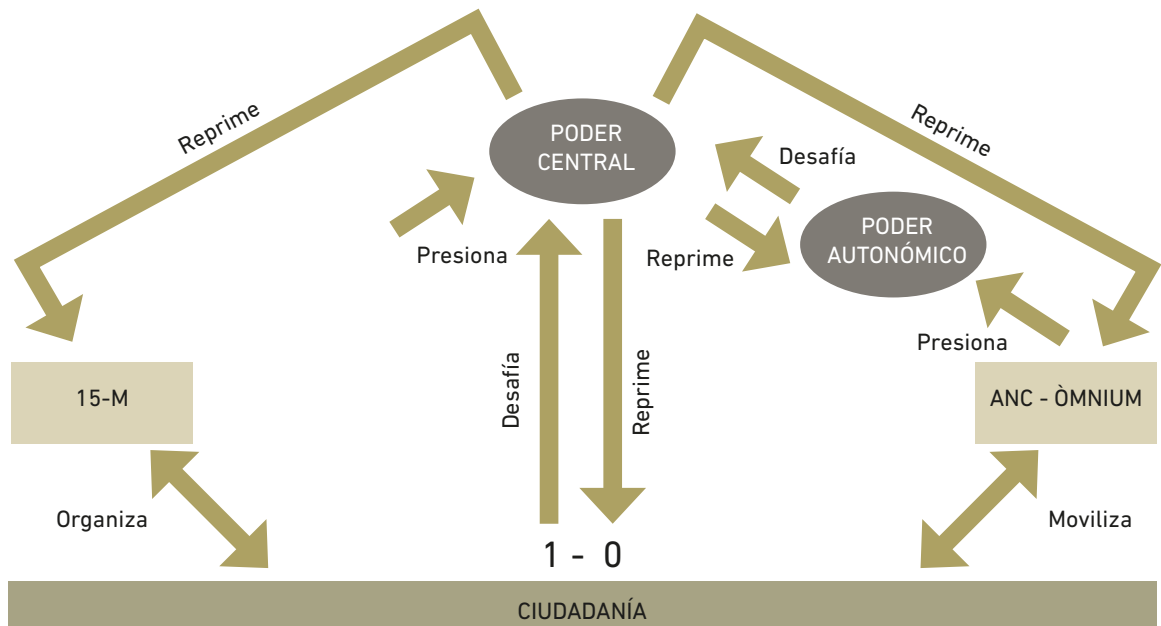 Reprime
Reprime
PODER
CENTRAL
Desafía
PODER
AUTONÓMICO
Presiona
Reprime
Presiona
Desafía
Reprime
15-M
ANC - ÒMNIUM
Organiza
Moviliza
1 - 0
CIUDADANÍA